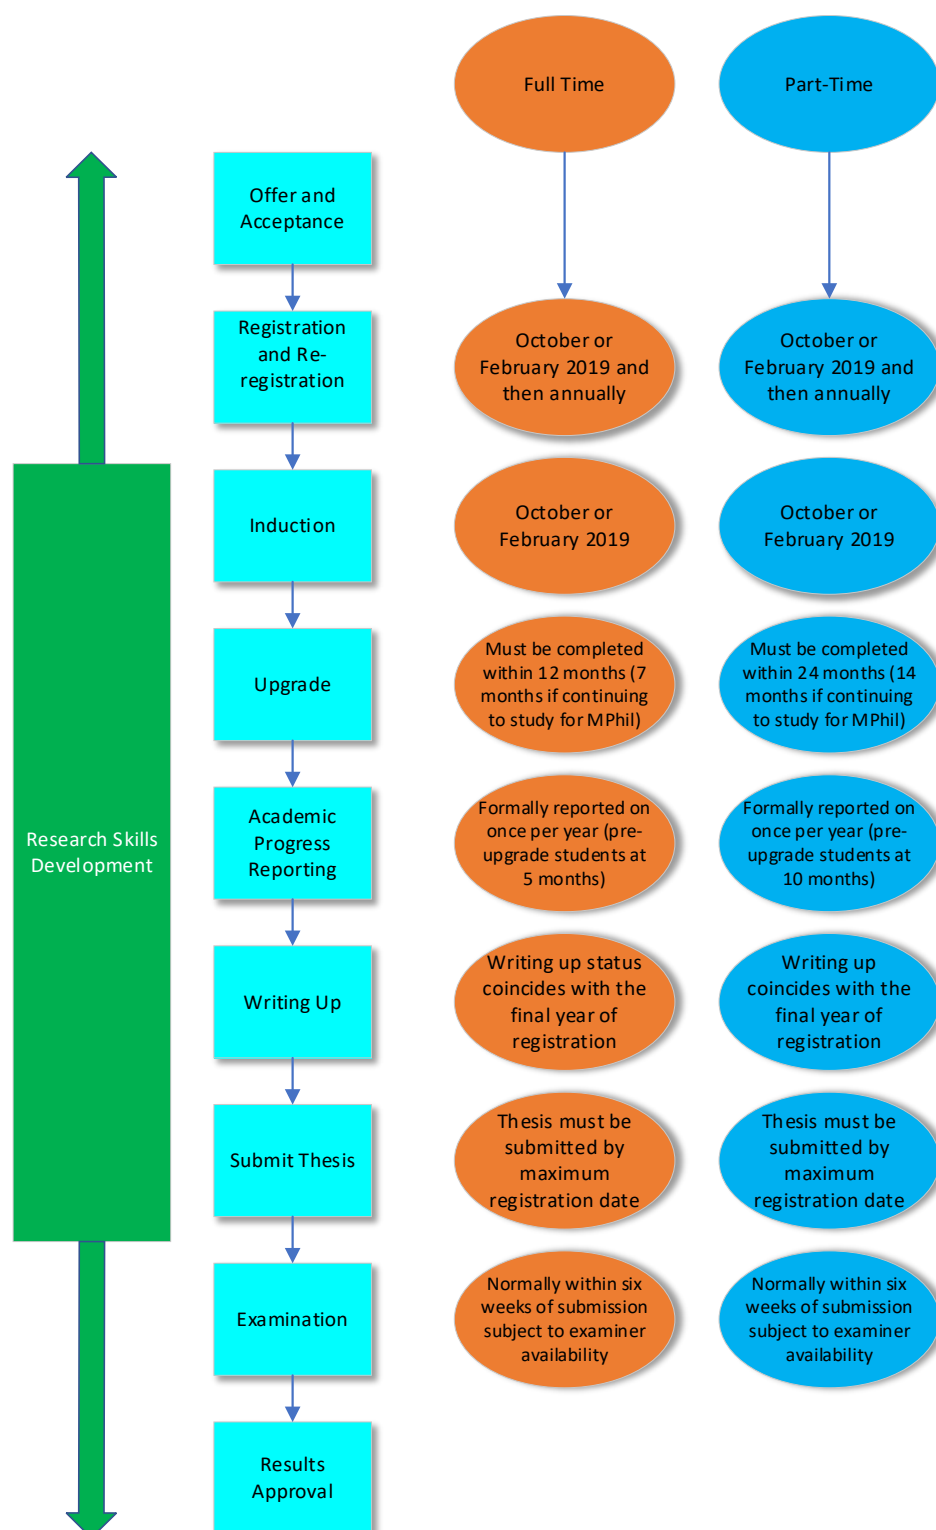 Full Time
Part-Time
Offer and
Acceptance
Registration
and Re-
registration
October or
February 2019 and
then annually
October or
February 2019 and
then annually
Induction
October or
February 2019
October or
February 2019
Upgrade
Must be completed
within 12 months (7
months if continuing
to study for MPhil)
Must be completed
within 24 months (14
months if continuing
to study for MPhil)
Research Skills
Development
Academic
Progress
Reporting
Formally reported on
once per year (pre-
upgrade students at
5 months)
Formally reported on
once per year (pre-
upgrade students at
10 months)
Writing Up
Writing up status
coincides with the
final year of
registration
Writing up
coincides with the
final year of
registration
Submit Thesis
Thesis must be
submitted by
maximum
registration date
Thesis must be
submitted by
maximum
registration date
Examination
Normally within six
weeks of submission
subject to examiner
availability
Normally within six
weeks of submission
subject to examiner
availability
Results
Approval